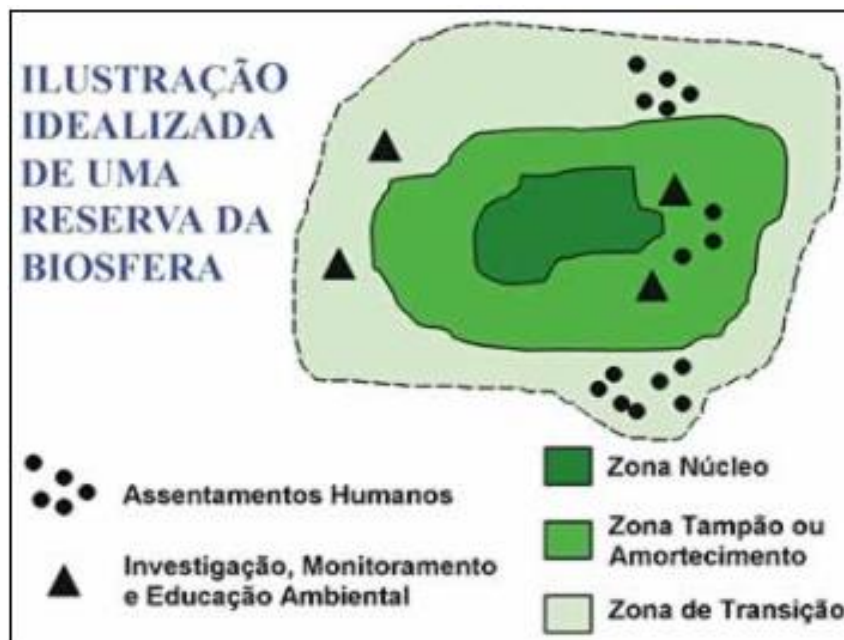 ILUSTRAÇÃO
IDEALIZADA
DE UMA
RESERVA DA
BIOSFERA
Assentamentos Humanos
Investigação, Monitoramento
e Educação Ambiental
Zona Núcleo
Zona Tampão ou
Amortecimento
Zona de Transição